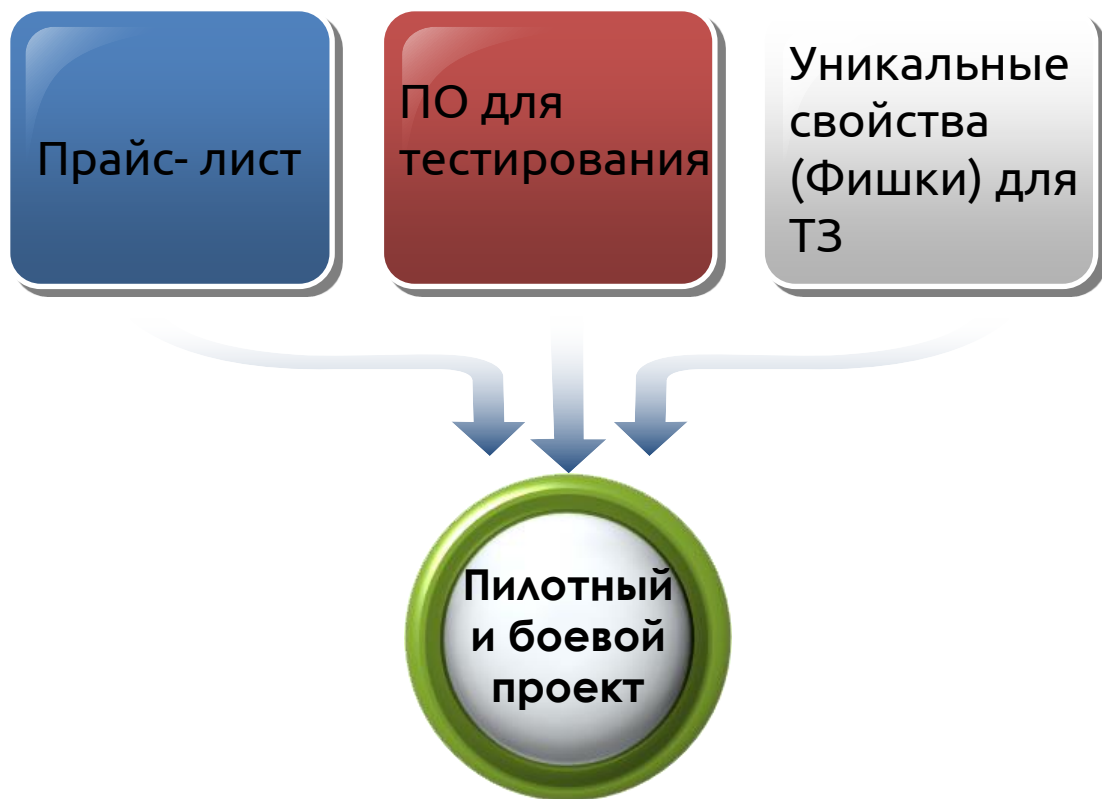 Прайс- лист
ПО для
тестирования
Уникальные
свойства
(Фишки) для
ТЗ
Пилотный
и боевой
проект